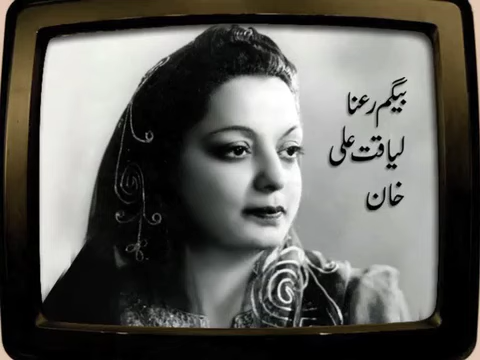 بیگم رعنا
لیاقت علی
خان